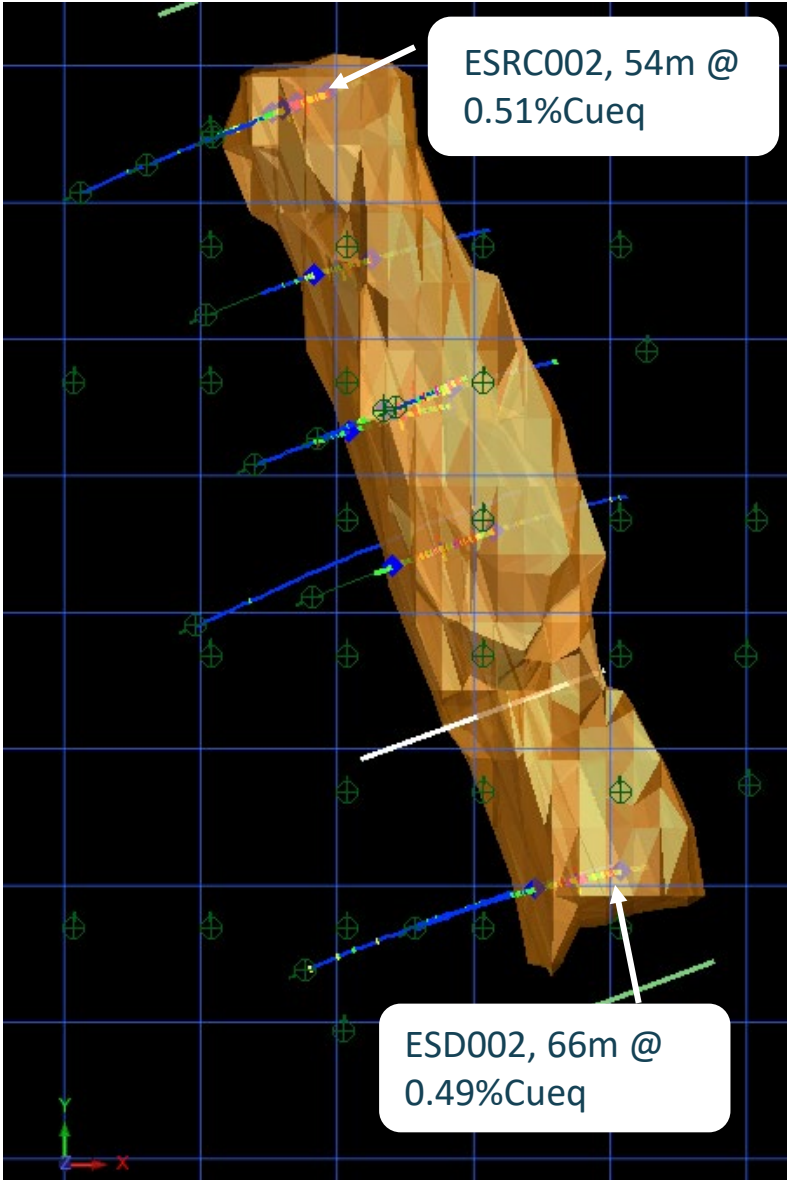 ESRC002, 54m @
0.51%Cueq
ESD002, 66m @
0.49%Cueq
Y
Z
X